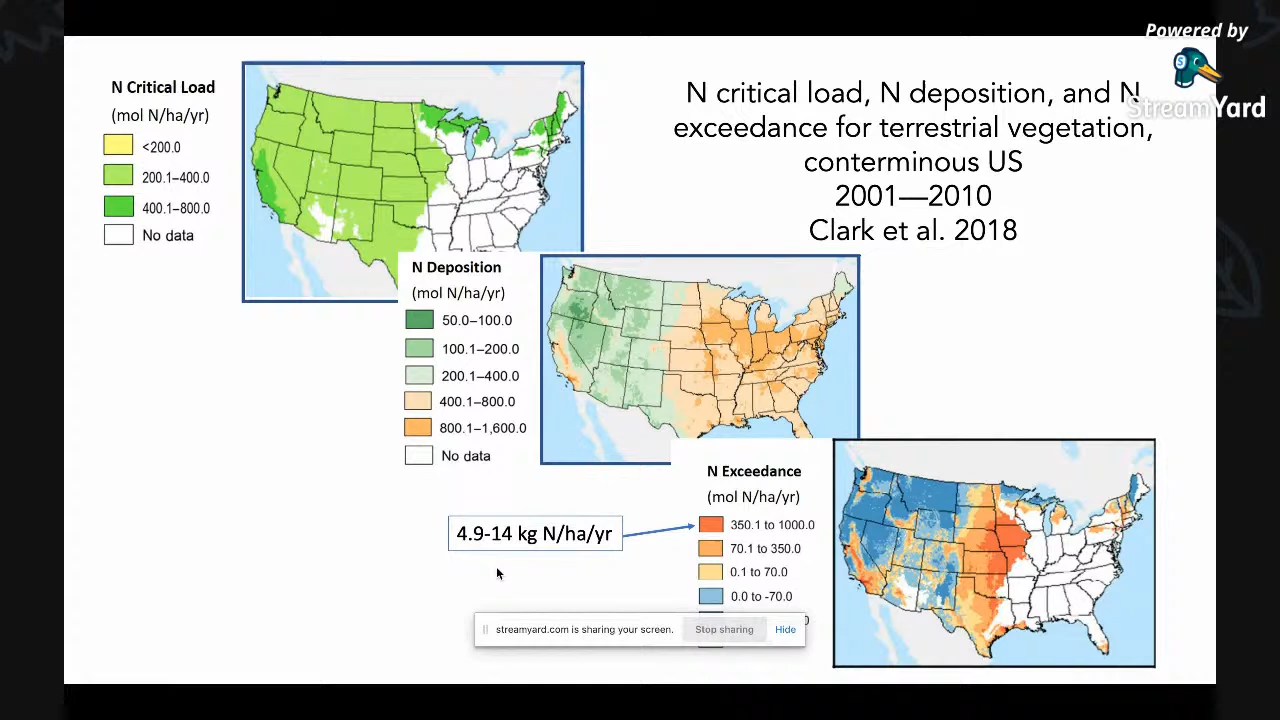 Powered by
StreamYard
N critical load, N deposition, and N
exceedance for terrestrial vegetation,
conterminous US
2001—2010
Clark et al. 2018
N Critical Load
(mol N/ha/yr)
<200.0
200.1–400.0
400.1–800.0
No data
N Deposition
(mol N/ha/yr)
50.0–100.0
100.1–200.0
200.1–400.0
400.1–800.0
800.1–1,600.0
No data
N Exceedance
(mol N/ha/yr)
350.1 to 1000.0
70.1 to 350.0
0.1 to 70.0
0.0 to -70.0
4.9-14 kg N/ha/yr
streamyard.com is sharing your screen.
Stop sharing
Hide